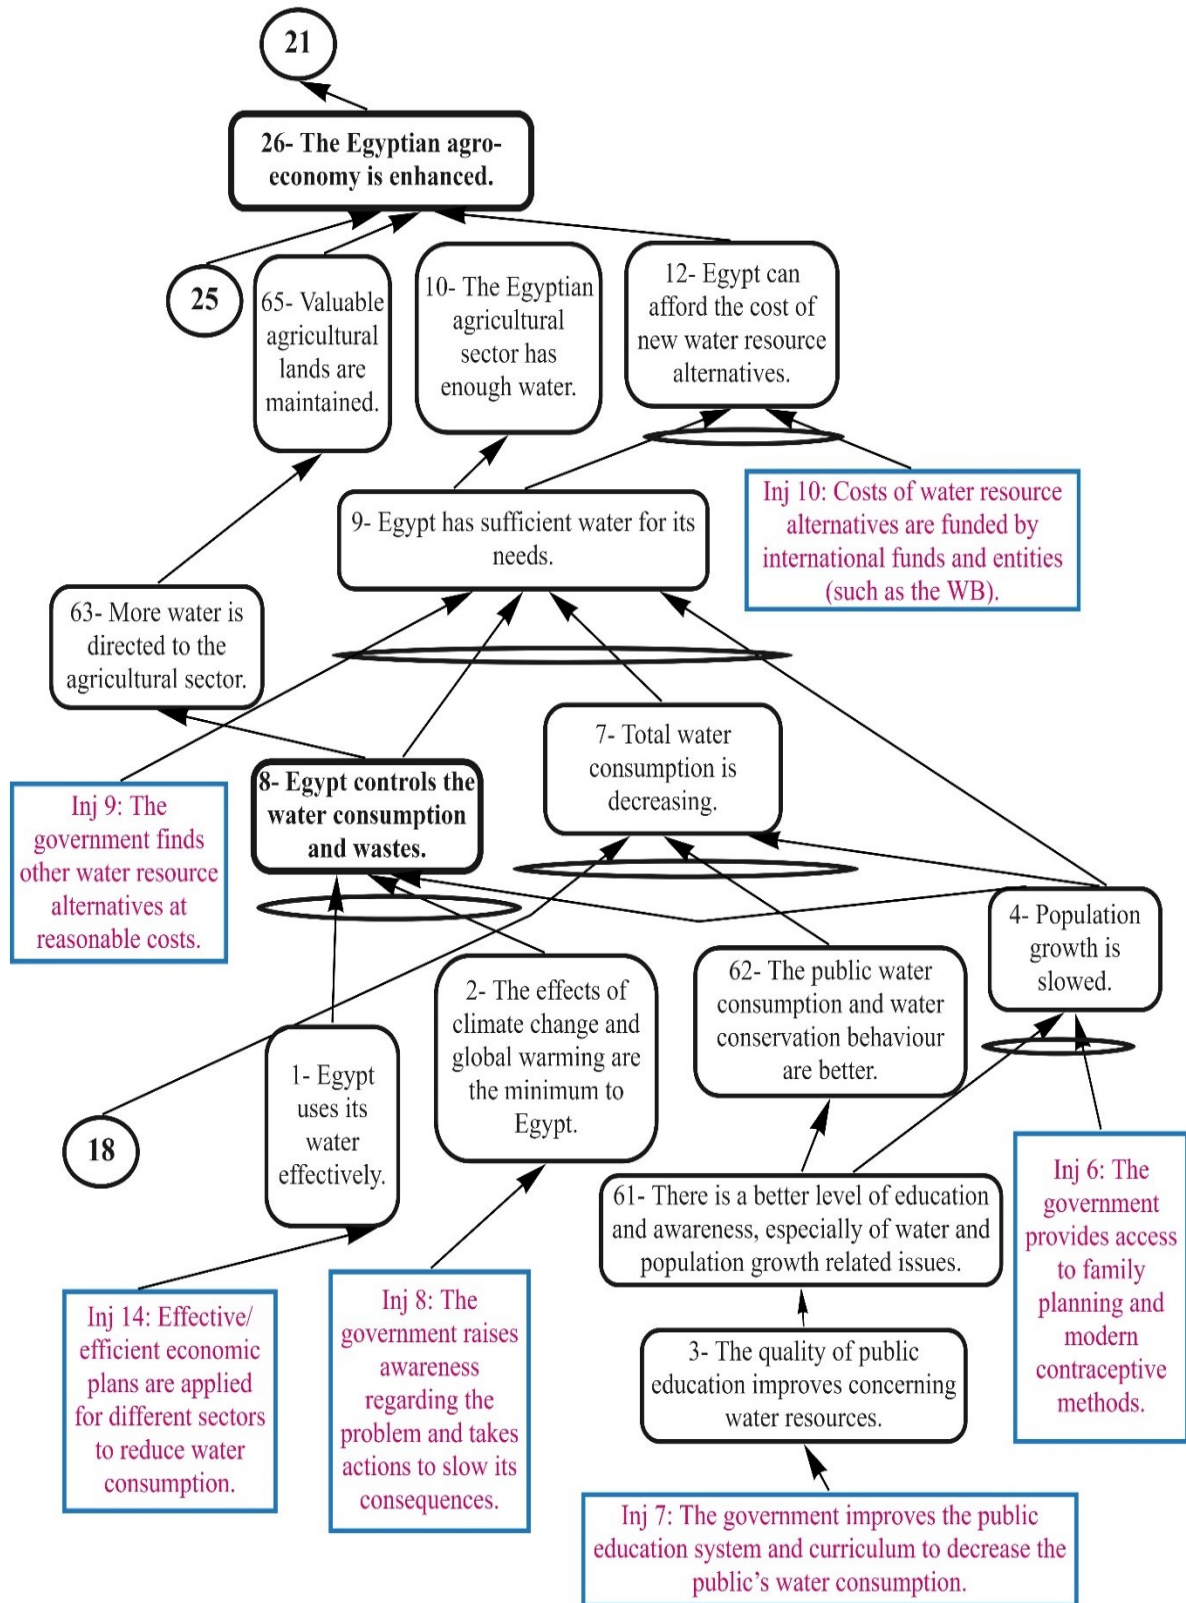 21
26- The Egyptian agro-
economy is enhanced.
25
65- Valuable
agricultural
lands are
maintained.
10- The Egyptian
agricultural
sector has
enough water.
12- Egypt can
afford the cost of
new water resource
alternatives.
9- Egypt has sufficient water for its
needs.
Inj 10: Costs of water resource
alternatives are funded by
international funds and entities
(such as the WB).
63- More water is
directed to the
agricultural sector.
7- Total water
consumption is
decreasing.
8- Egypt controls the
water consumption
and wastes.
Inj 9: The
government finds
other water resource
alternatives at
reasonable costs.
4- Population
growth is
slowed.
62- The public water
consumption and water
conservation behaviour
are better.
2- The effects of
climate change and
global warming are
the minimum to
Egypt.
1- Egypt
uses its
water
effectively.
18
61- There is a better level of education
and awareness, especially of water and
population growth related issues.
Inj 6: The
government
provides access
to family
planning and
modern
contraceptive
methods.
Inj 14: Effective/
efficient economic
plans are applied
for different sectors
to reduce water
consumption.
Inj 8: The
government raises
awareness
regarding the
problem and takes
actions to slow its
consequences.
3- The quality of public
education improves concerning
water resources.
Inj 7: The government improves the public
education system and curriculum to decrease the
public's water consumption.